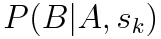 P(B|A, s_k)